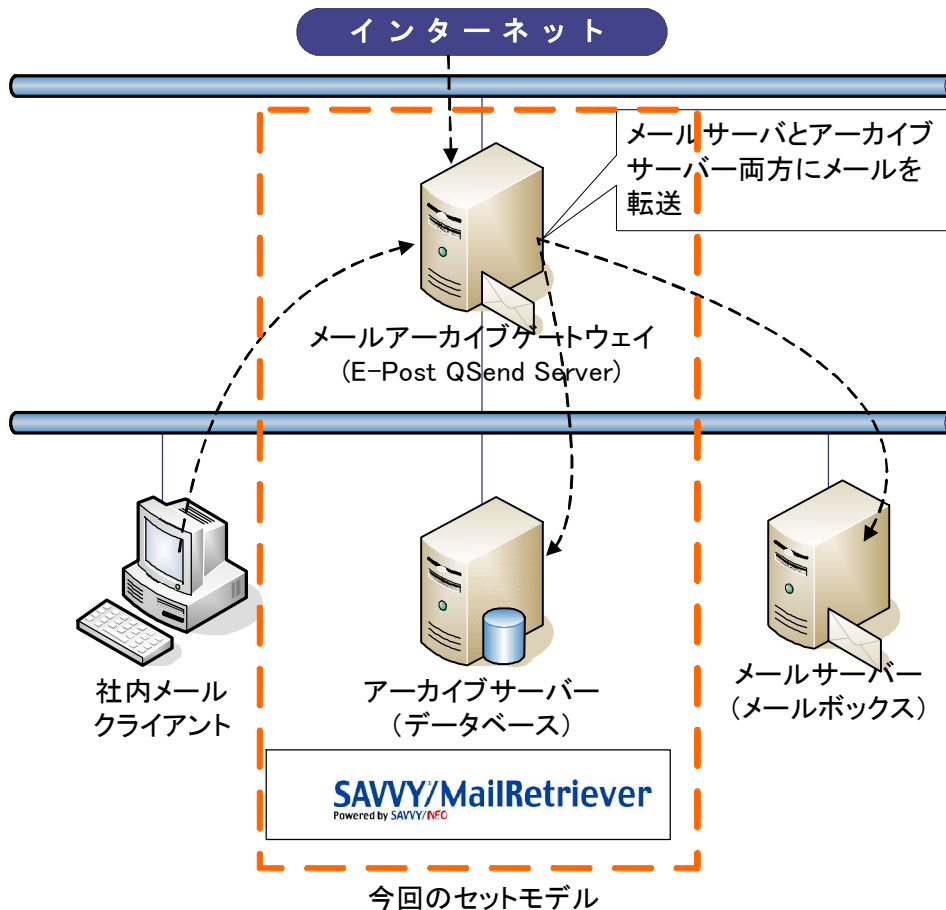 インターネット
メールサーバとアーカイブ
サーバー両方にメールを
転送
メールアーカイブゲートウェイ
(E-Post QSend Server)
社内メール
クライアント
アーカイブサーバー
(データベース)
メールサーバー
(メールボックス)
SAVVY/MailRetriever
Powered by SAVVY/INFO
今回のセットモデル